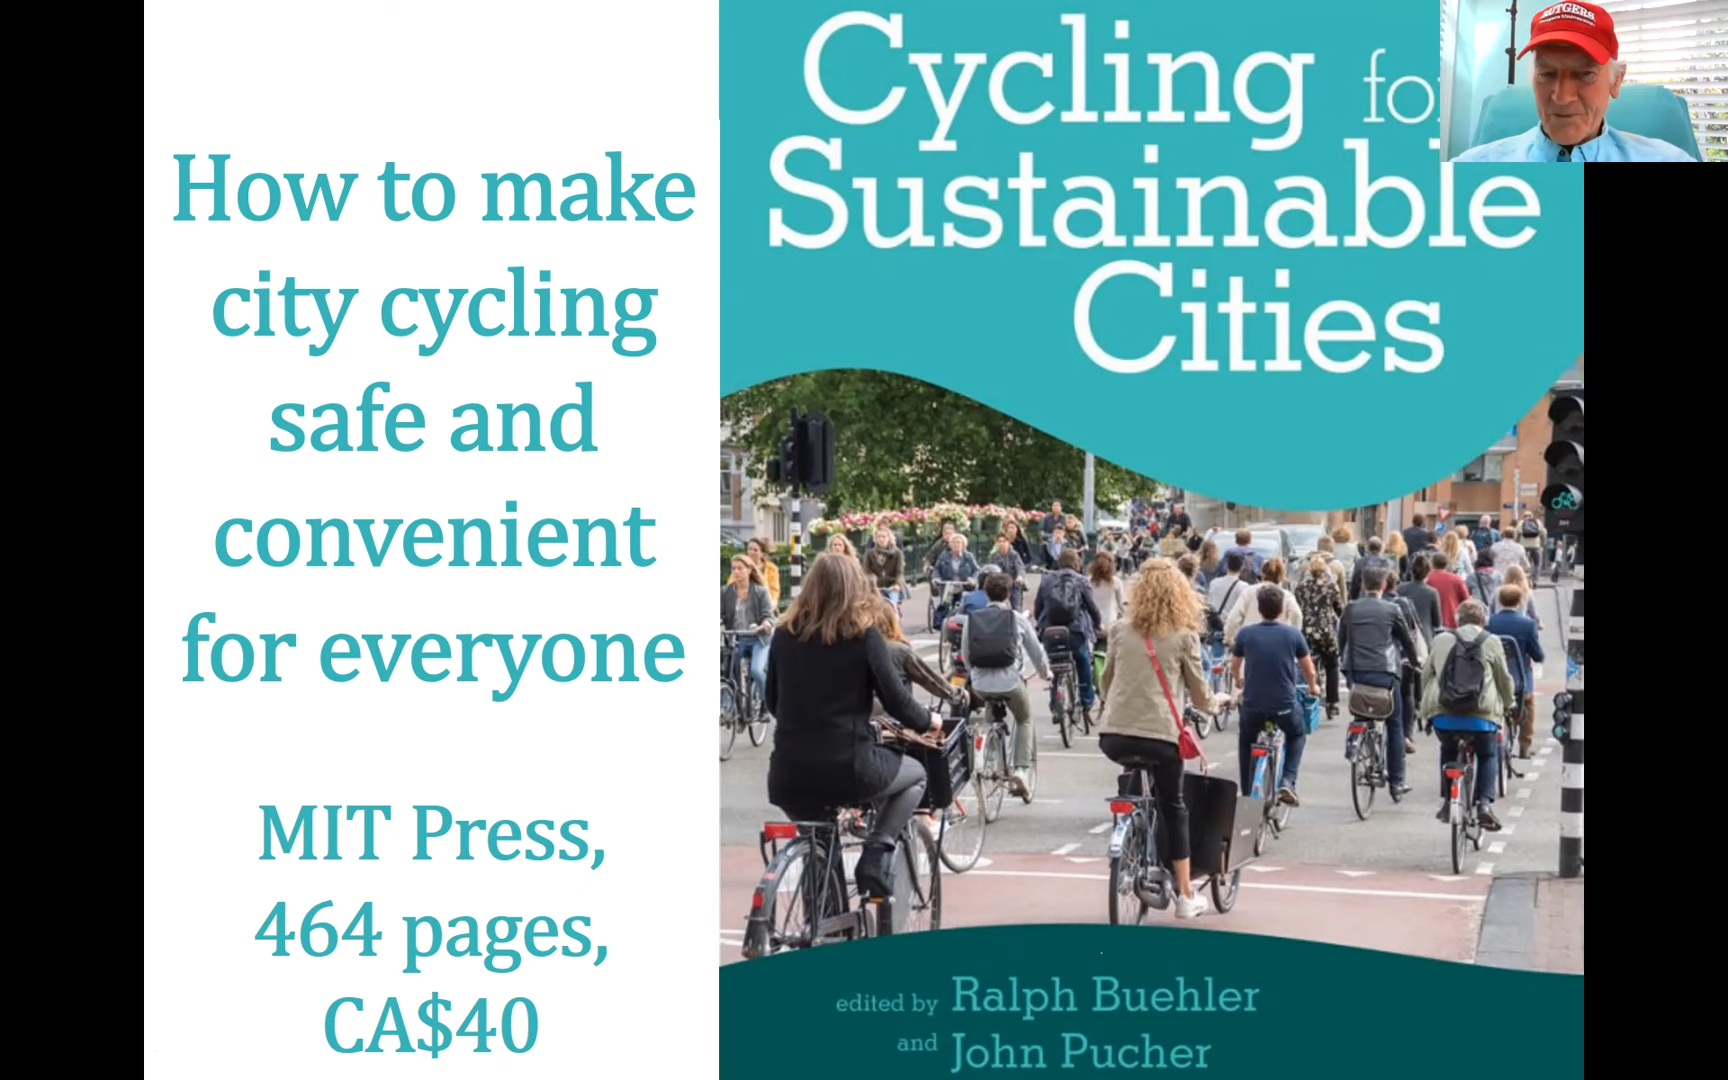 How to make
city cycling
safe and
convenient
for everyone
MIT Press,
464 pages,
CA$40
Cycling for
Sustainable
Cities
edited by Ralph Buehler
and John Pucher
RUTGERS